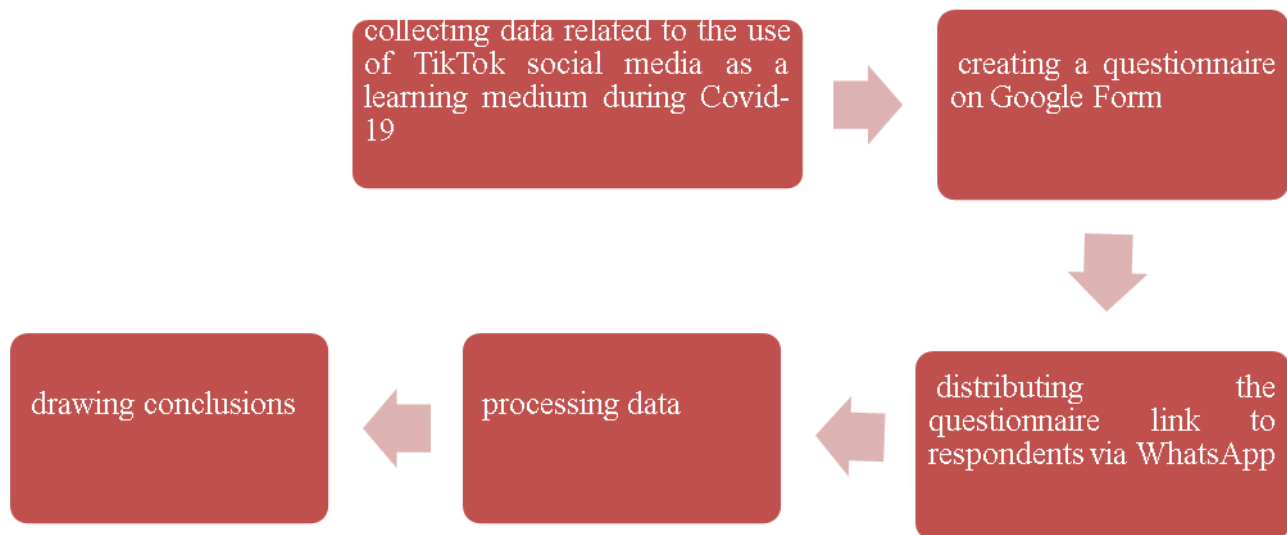 collecting data related to the use
of TikTok social media as a
learning medium during Covid-
19
creating a questionnaire
on Google Form
distributing the
questionnaire link to
respondents via WhatsApp
processing data
drawing conclusions